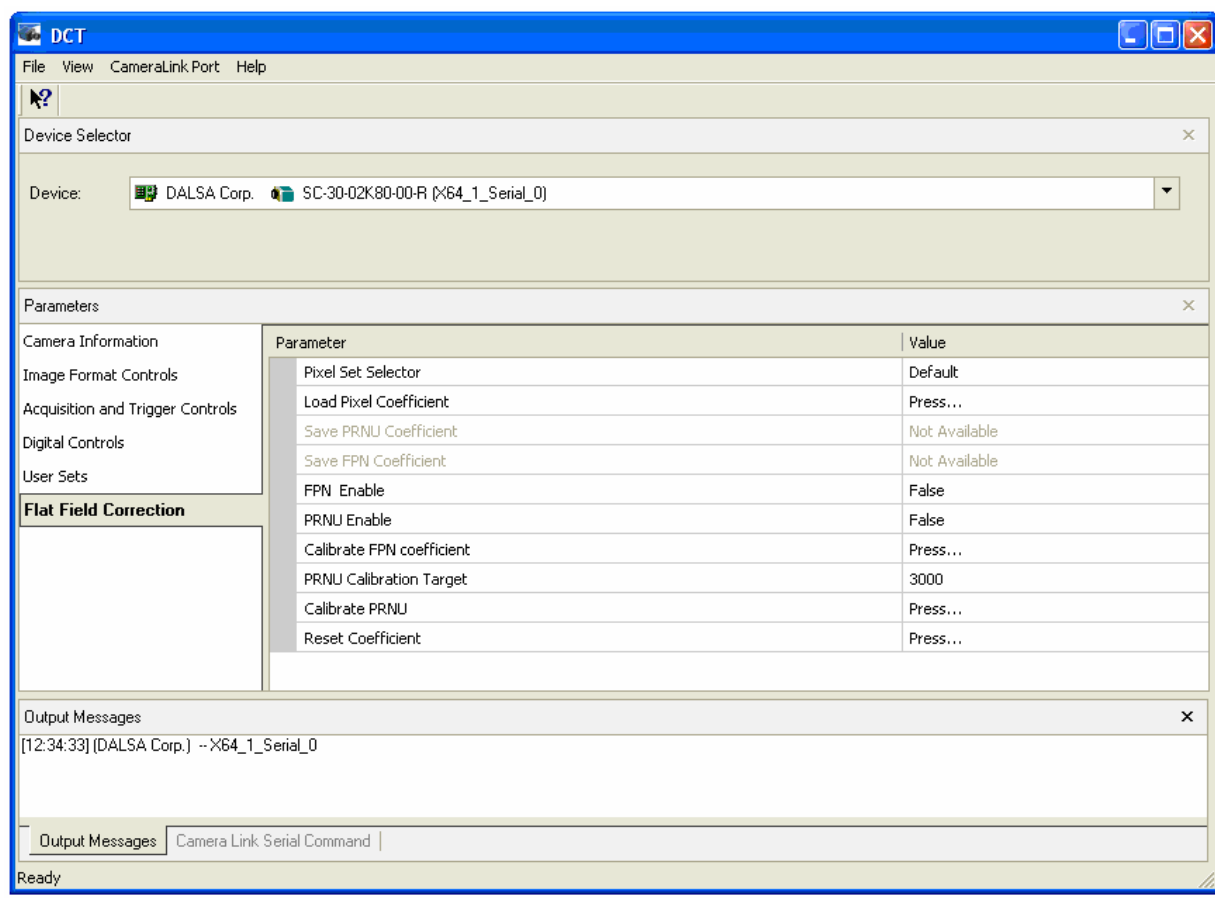 DCT
File View CameraLink Port Help
Device Selector
Device: DALSA Corp. SC-30-02K80-00-R (X64_1_Serial_0)
Parameters
Camera Information
Image Format Controls
Acquisition and Trigger Controls
Digital Controls
User Sets
Flat Field Correction
Parameter Value
Pixel Set Selector Default
Load Pixel Coefficient Press...
Save PRNU Coefficient Not Available
Save FPN Coefficient Not Available
FPN Enable False
PRNU Enable False
Calibrate FPN coefficient Press...
PRNU Calibration Target 3000
Calibrate PRNU Press...
Reset Coefficient Press...
Output Messages
[12:34:33] (DALSA Corp.) -- X64_1_Serial_0
Output Messages Camera Link Serial Command
Ready